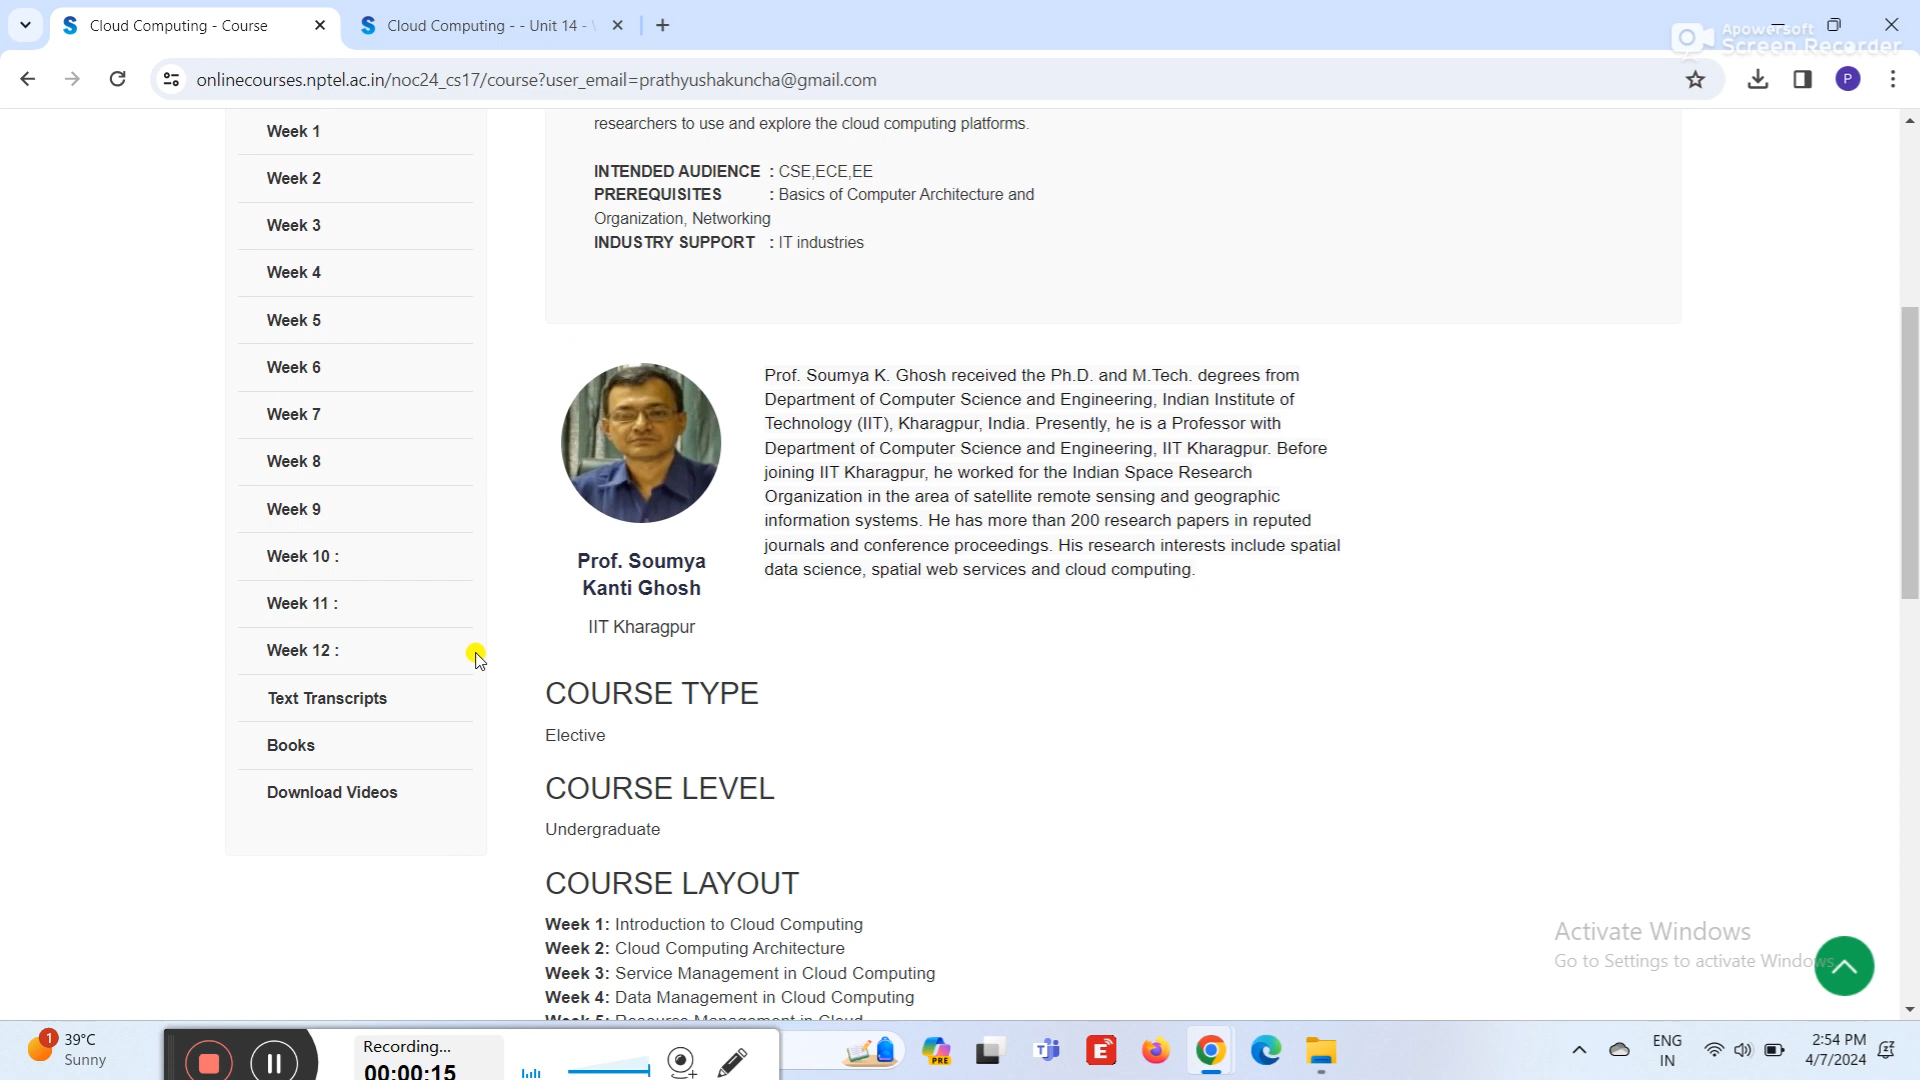 Cloud Computing - Course
Cloud Computing - - Unit 14 -
Apowersoft
Screen Recorder
onlinecourses.nptel.ac.in/noc24_cs17/course?user_email=prathyushakuncha@gmail.com
P
Week 1
Week 2
Week 3
Week 4
Week 5
Week 6
Week 7
Week 8
Week 9
Week 10 :
Week 11 :
Week 12 :
Text Transcripts
Books
Download Videos
researchers to use and explore the cloud computing platforms.
INTENDED AUDIENCE : CSE,ECE,EE
PREREQUISITES : Basics of Computer Architecture and
Organization, Networking
INDUSTRY SUPPORT : IT industries
Prof. Soumya
Kanti Ghosh
IIT Kharagpur
Prof. Soumya K. Ghosh received the Ph.D. and M.Tech. degrees from
Department of Computer Science and Engineering, Indian Institute of
Technology (IIT), Kharagpur, India. Presently, he is a Professor with
Department of Computer Science and Engineering, IIT Kharagpur. Before
joining IIT Kharagpur, he worked for the Indian Space Research
Organization in the area of satellite remote sensing and geographic
information systems. He has more than 200 research papers in reputed
journals and conference proceedings. His research interests include spatial
data science, spatial web services and cloud computing.
COURSE TYPE
Elective
COURSE LEVEL
Undergraduate
COURSE LAYOUT
Week 1: Introduction to Cloud Computing
Week 2: Cloud Computing Architecture
Week 3: Service Management in Cloud Computing
Week 4: Data Management in Cloud Computing
Week 5: Resource Management in Cloud
Activate Windows
Go to Settings to activate Windows
1
39°C
Sunny
Recording...
00:00:15
PRE
ENG
IN
2:54 PM
4/7/2024